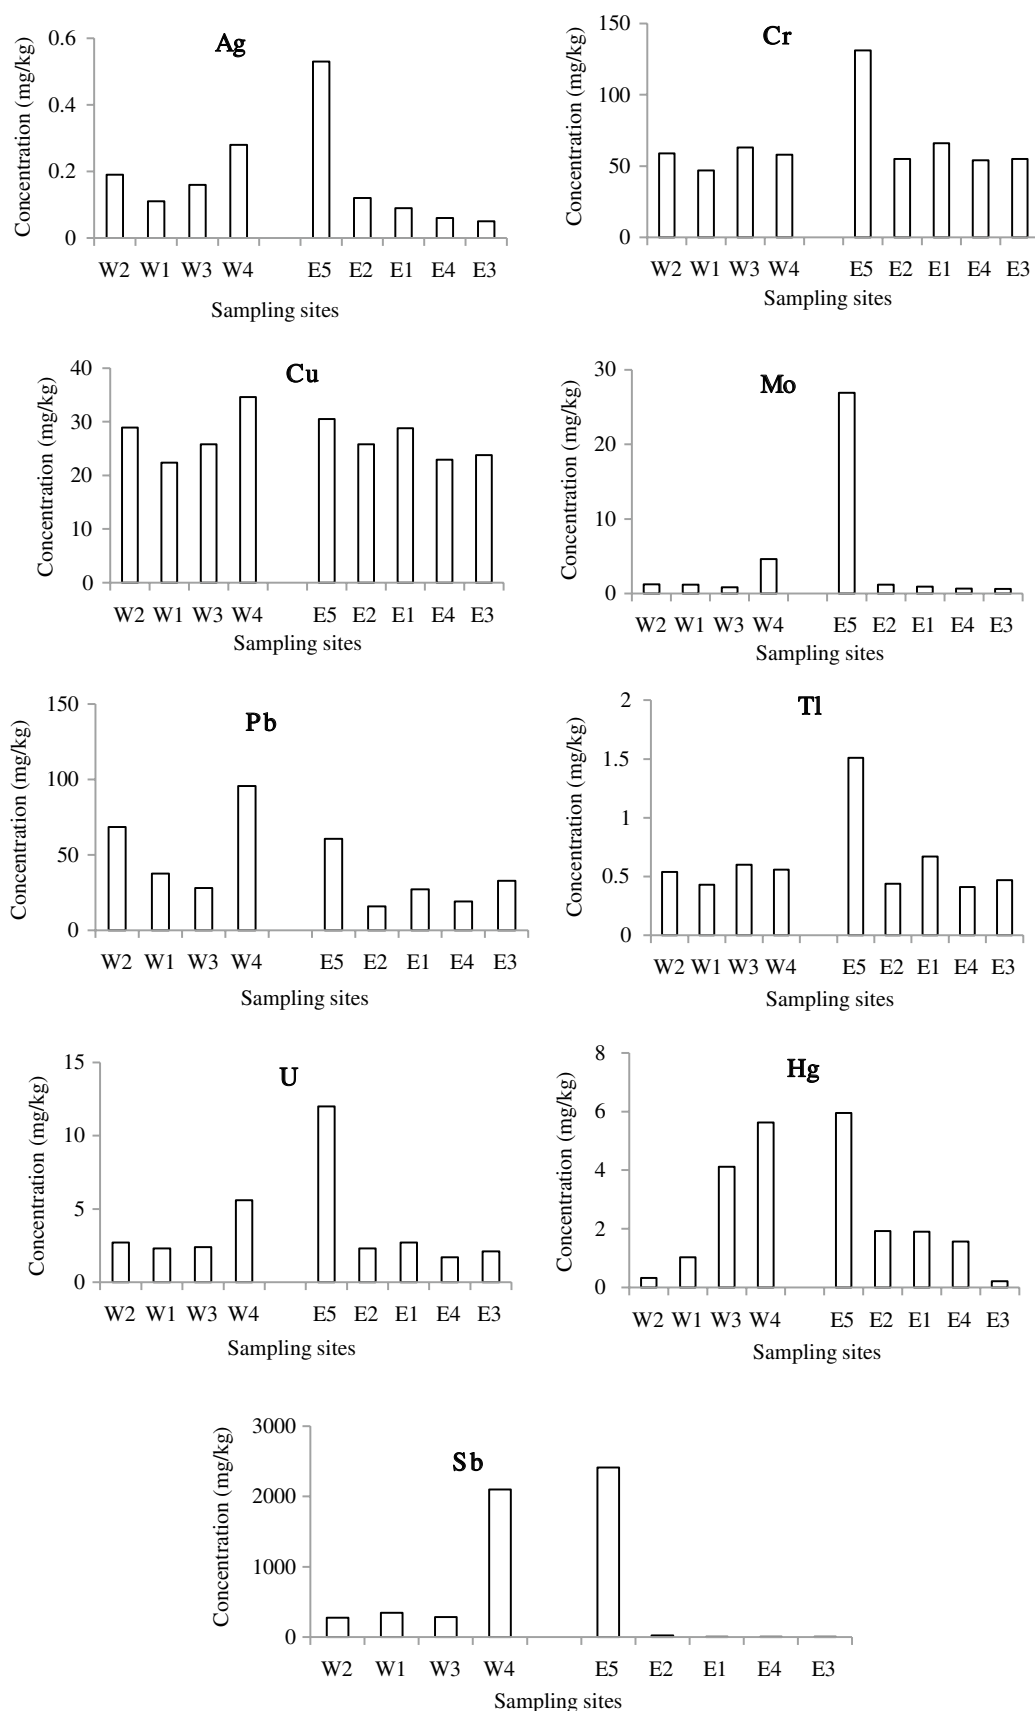 Ag
Concentration (mg/kg)
0.6
0.4
0.2
0
W2 W1 W3 W4 E5 E2 E1 E4 E3
Sampling sites
Cr
Concentration (mg/kg)
150
100
50
0
W2 W1 W3 W4 E5 E2 E1 E4 E3
Sampling sites
Cu
Concentration (mg/kg)
40
30
20
10
0
W2 W1 W3 W4 E5 E2 E1 E4 E3
Sampling sites
Mo
Concentration (mg/kg)
30
20
10
0
W2 W1 W3 W4 E5 E2 E1 E4 E3
Sampling sites
Pb
Concentration (mg/kg)
150
100
50
0
W2 W1 W3 W4 E5 E2 E1 E4 E3
Sampling sites
Tl
Concentration (mg/kg)
2
1.5
1
0.5
0
W2 W1 W3 W4 E5 E2 E1 E4 E3
Sampling sites
U
Concentration (mg/kg)
15
10
5
0
W2 W1 W3 W4 E5 E2 E1 E4 E3
Sampling sites
Hg
Concentration (mg/kg)
8
6
4
2
0
W2 W1 W3 W4 E5 E2 E1 E4 E3
Sampling sites
Sb
Concentration (mg/kg)
3000
2000
1000
0
W2 W1 W3 W4 E5 E2 E1 E4 E3
Sampling sites